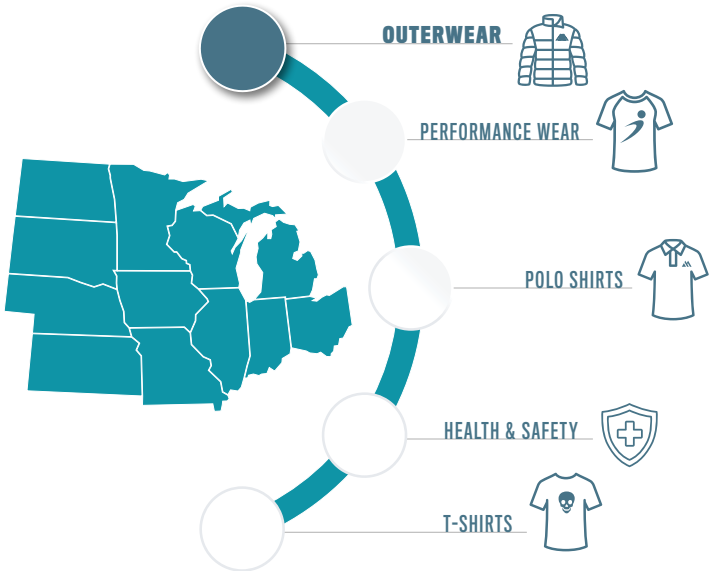 OUTERWEAR
PERFORMANCE WEAR
POLO SHIRTS
HEALTH & SAFETY
T-SHIRTS